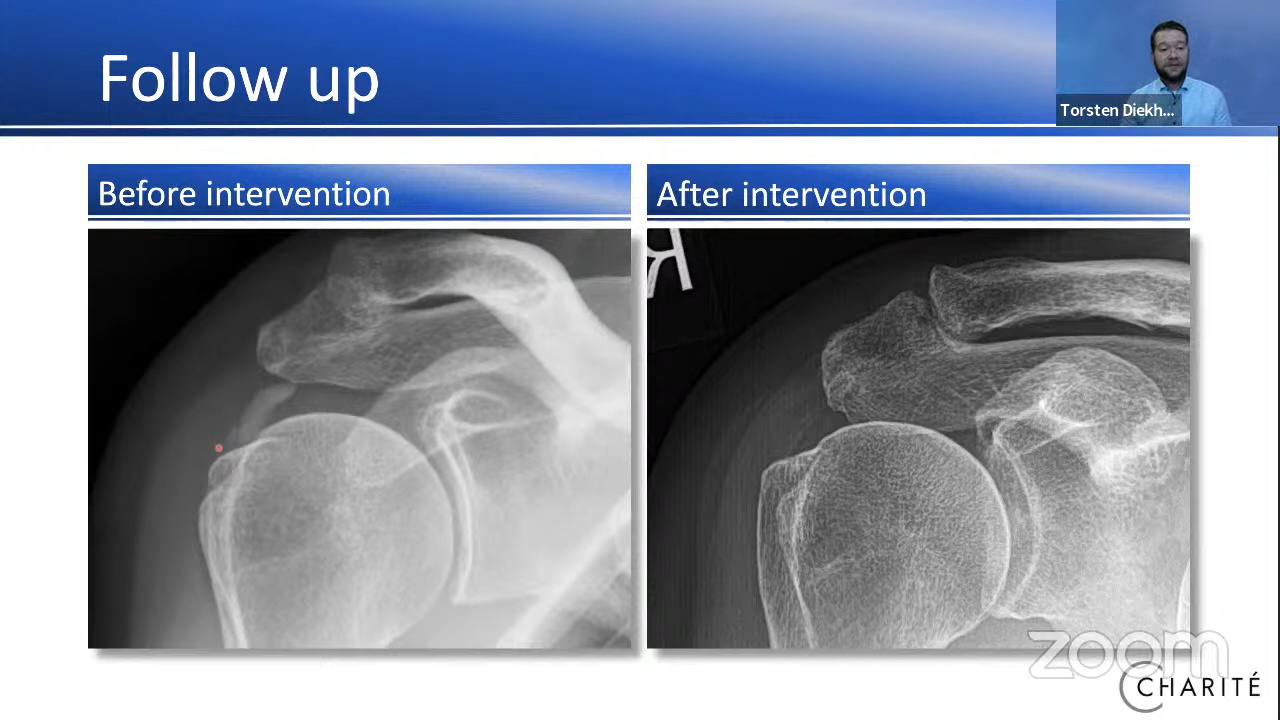 Follow up
Torsten Diekh...
Before intervention
After intervention
R
zoom
CHARITÉ